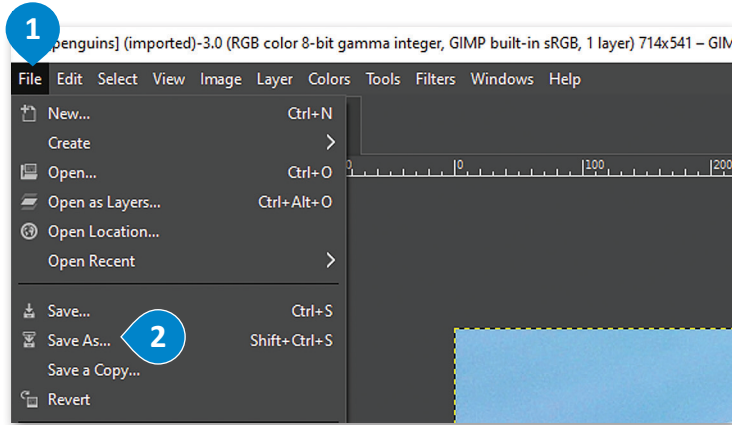 1
penguins] (imported)-3.0 (RGB color 8-bit gamma integer, GIMP built-in sRGB, 1 layer) 714x541 – GIM
File Edit Select View Image Layer Colors Tools Filters Windows Help
New... Ctrl+N
Create
Open... Ctrl+O
0 100 200
Open as Layers... Ctrl+Alt+O
Open Location...
Open Recent
Save... Ctrl+S
Save As... 2 Shift+Ctrl+S
Save a Copy...
Revert